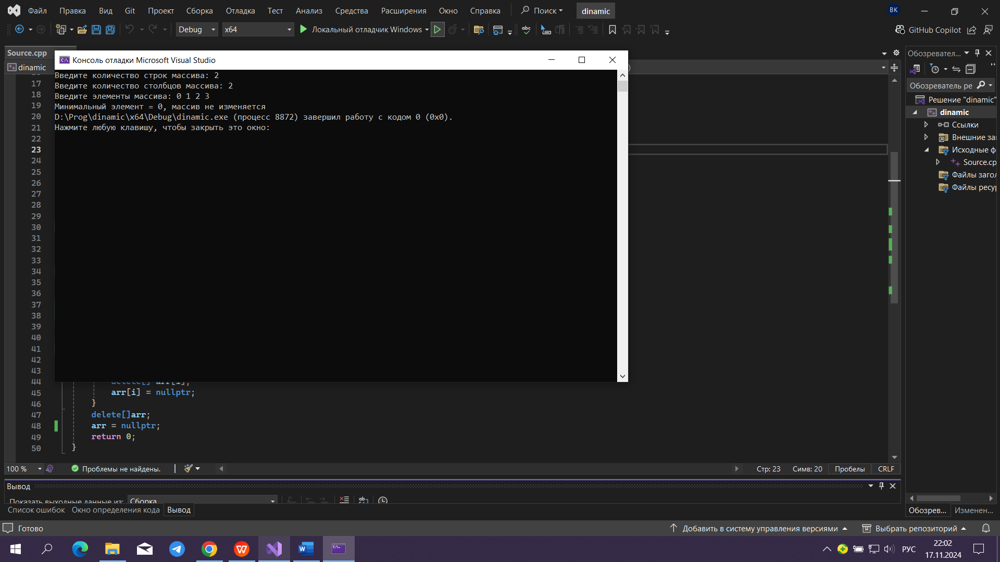 Файл Правка Вид Git Проект Сборка Отладка Тест Анализ Средства Расширения Окно Справка Поиск dinamic BK
Debug x64 Локальный отладчик Windows abc GitHub Copilot
Source.cpp
Обозревател...
dinamic
Консоль отладки Microsoft Visual Studio
Введите количество строк массива: 2
Введите количество столбцов массива: 2
Введите элементы массива: 0 1 2 3
Минимальный элемент = 0, массив не изменяется
D:\Prog\dinamic\x64\Debug\dinamic.exe (процесс 8872) завершил работу с кодом 0 (0x0).
Нажмите любую клавишу, чтобы закрыть это окно:
Обозреватель ре
Решение "dinamic"
dinamic
Ссылки
Внешние за
Исходные ф
Source.cp
Файлы загол
Файлы ресур
17
18
19
20
21
22
23
24
25
26
27
28
29
30
31
32
33
34
35
36
37
38
39
40
41
42
43
44 delete[] arr[i];
45 arr[i] = nullptr;
46 }
47 delete[]arr;
48 arr = nullptr;
49 return 0;
50 }
100 % Проблемы не найдены. Стр: 23 Симв: 20 Пробелы CRLF
Вывод
Показать выходные данные из: Сборка
Список ошибок Окно определения кода Вывод
Обозрев... Изменен...
Готово Добавить в систему управления версиями Выбрать репозиторий
РУС 22:02
17.11.2024